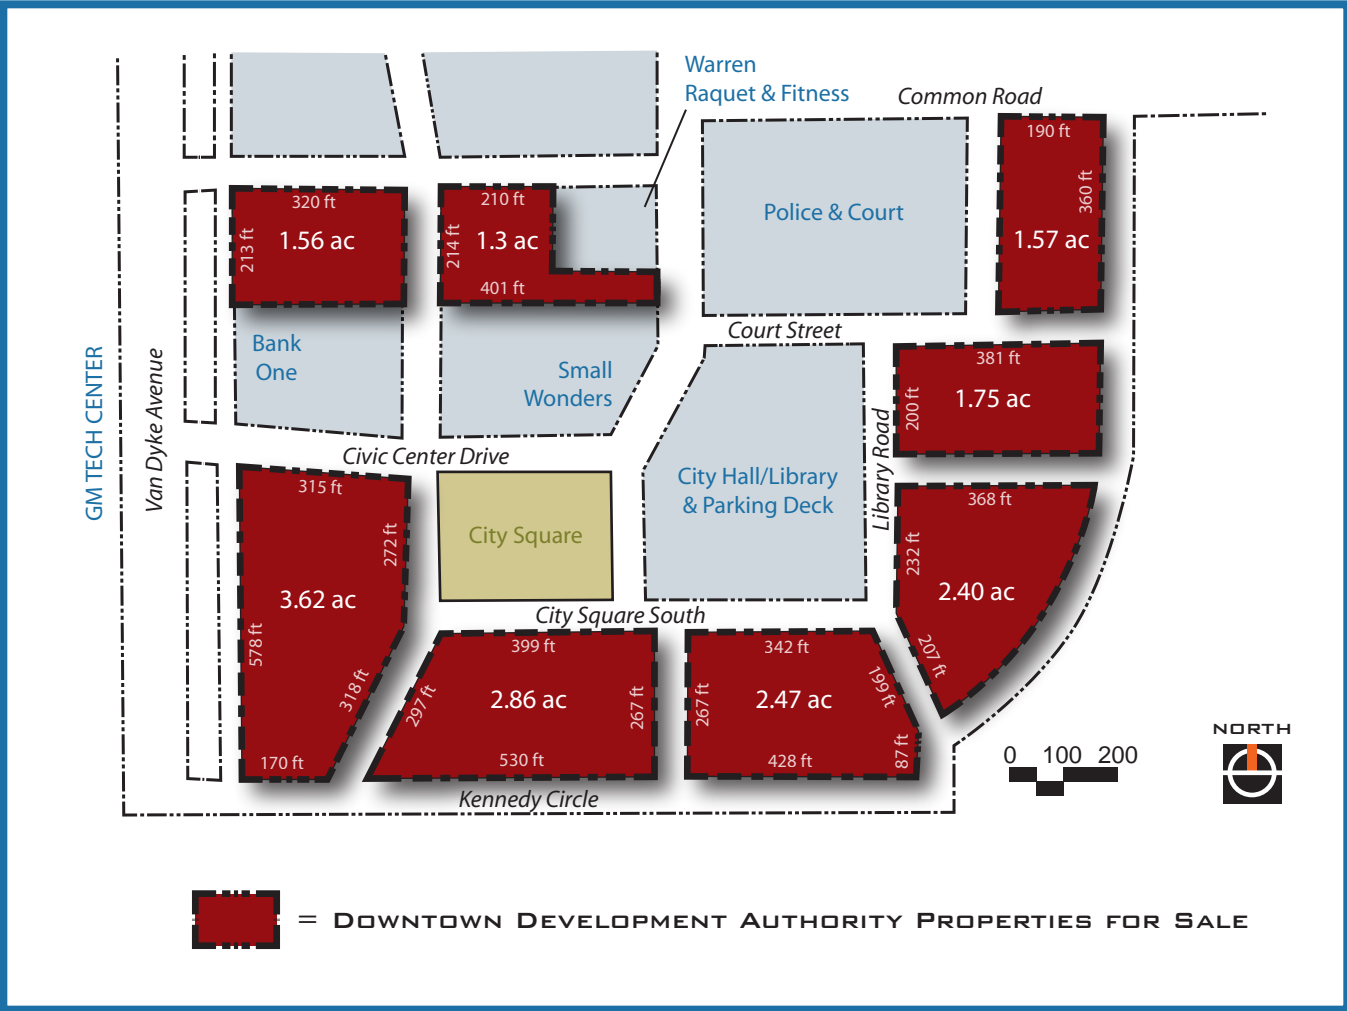 Warren
Raquet & Fitness
Common Road
190 ft
360 ft
1.57 ac
320 ft
213 ft
1.56 ac
210 ft
214 ft
1.3 ac
401 ft
Police & Court
Court Street
Bank
One
Small
Wonders
381 ft
200 ft
1.75 ac
GM TECH CENTER
Van Dyke Avenue
Civic Center Drive
Library Road
City Hall/Library
& Parking Deck
City Square
315 ft
272 ft
3.62 ac
578 ft
318 ft
170 ft
368 ft
232 ft
2.40 ac
207 ft
City Square South
399 ft
297 ft
2.86 ac
267 ft
530 ft
342 ft
267 ft
2.47 ac
199 ft
428 ft
87 ft
Kennedy Circle
0 100 200
NORTH
= Downtown Development Authority Properties for Sale